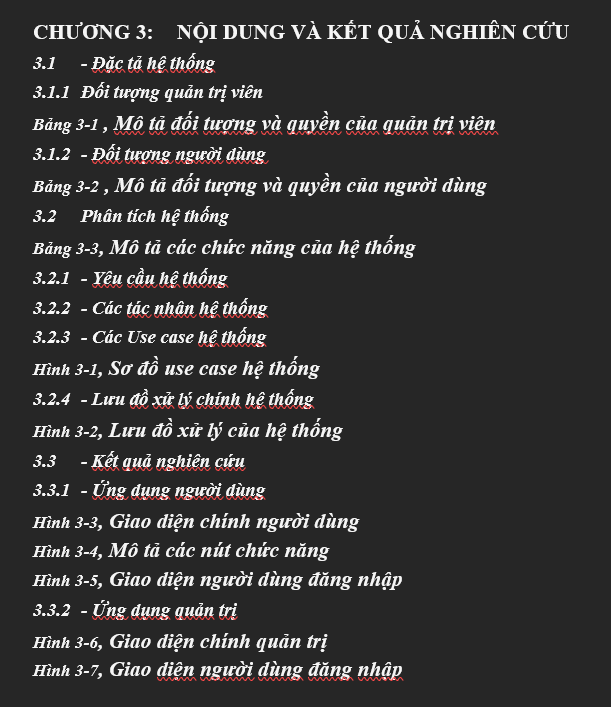 CHƯƠNG 3: NỘI DUNG VÀ KẾT QUẢ NGHIÊN CỨU
3.1 - Đặc tả hệ thống
3.1.1 Đối tượng quản trị viên
Bảng 3-1 , Mô tả đối tượng và quyền của quản trị viên
3.1.2 - Đối tượng người dùng
Bảng 3-2 , Mô tả đối tượng và quyền của người dùng
3.2 Phân tích hệ thống
Bảng 3-3, Mô tả các chức năng của hệ thống
3.2.1 - Yêu cầu hệ thống
3.2.2 - Các tác nhân hệ thống
3.2.3 - Các Use case hệ thống
Hình 3-1, Sơ đồ use case hệ thống
3.2.4 - Lưu đồ xử lý chính hệ thống
Hình 3-2, Lưu đồ xử lý của hệ thống
3.3 - Kết quả nghiên cứu
3.3.1 - Ứng dụng người dùng
Hình 3-3, Giao diện chính người dùng
Hình 3-4, Mô tả các nút chức năng
Hình 3-5, Giao diện người dùng đăng nhập
3.3.2 - Ứng dụng quản trị
Hình 3-6, Giao diện chính quản trị
Hình 3-7, Giao diện người dùng đăng nhập